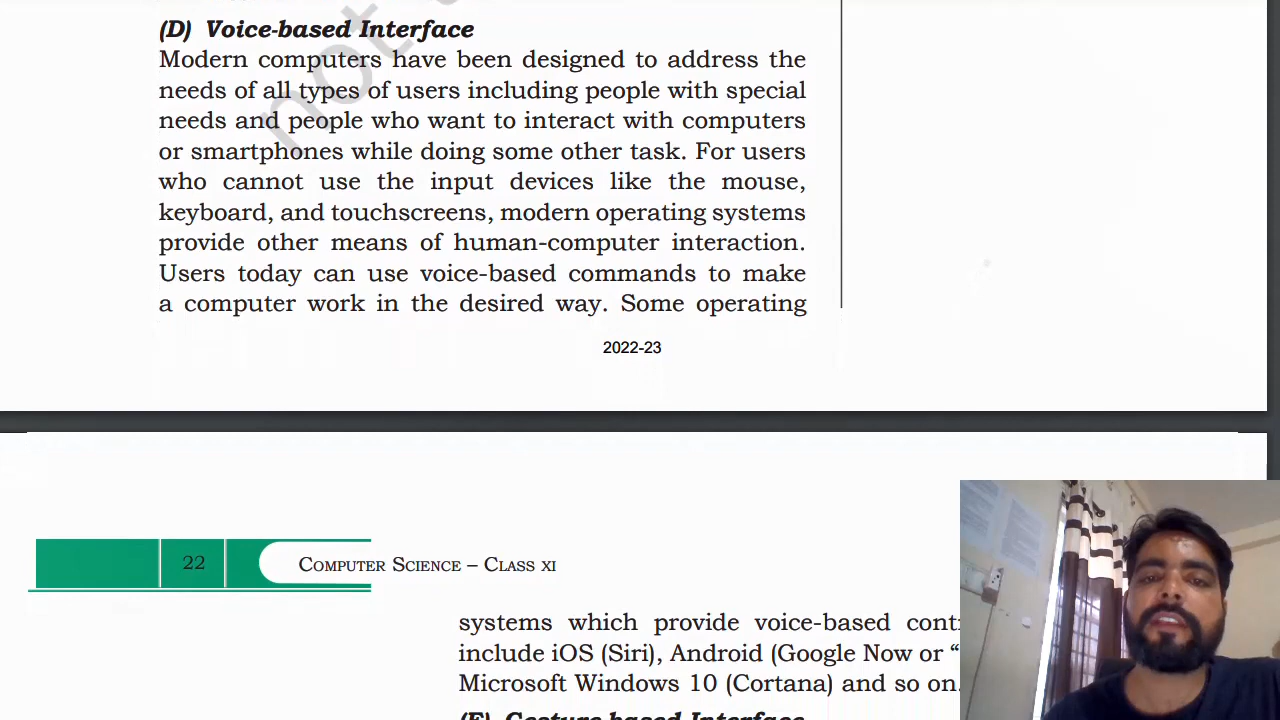 (D) Voice-based Interface
Modern computers have been designed to address the
needs of all types of users including people with special
needs and people who want to interact with computers
or smartphones while doing some other task. For users
who cannot use the input devices like the mouse,
keyboard, and touchscreens, modern operating systems
provide other means of human-computer interaction.
Users today can use voice-based commands to make
a computer work in the desired way. Some operating
2022-23
22
COMPUTER SCIENCE – CLASS XI
systems which provide voice-based
include iOS (Siri), Android (Google Now or “
Microsoft Windows 10 (Cortana) and so on.
(E) Gesture-based Interface
not